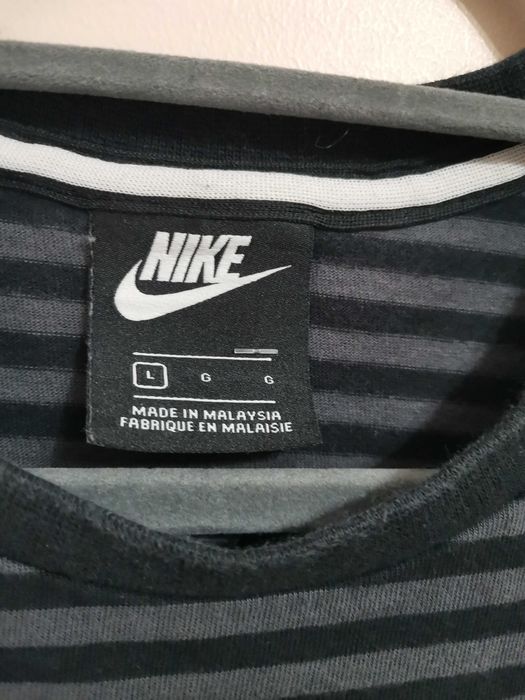 NIKE
L G G
MADE IN MALAYSIA
FABRIQUE EN MALAISIE